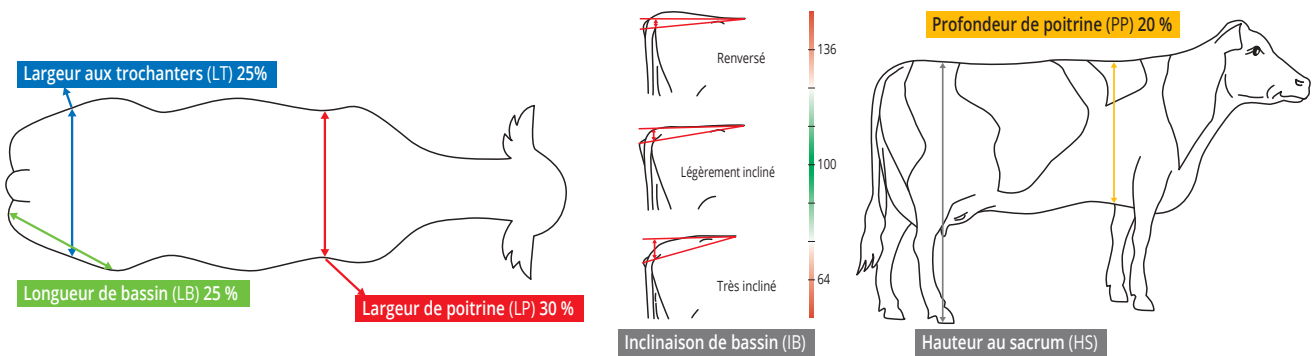 Largeur aux trochanters (LT) 25%
Longueur de bassin (LB) 25 %
Largeur de poitrine (LP) 30 %
Renversé
Légèrement incliné
Très incliné
136
100
64
Inclinaison de bassin (IB)
Profondeur de poitrine (PP) 20 %
Hauteur au sacrum (HS)